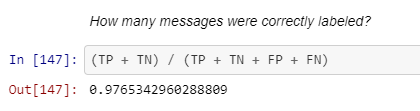 How many messages were correctly labeled?
In [147]: (TP + TN) / (TP + TN + FP + FN)
Out[147]: 0.9765342960288809